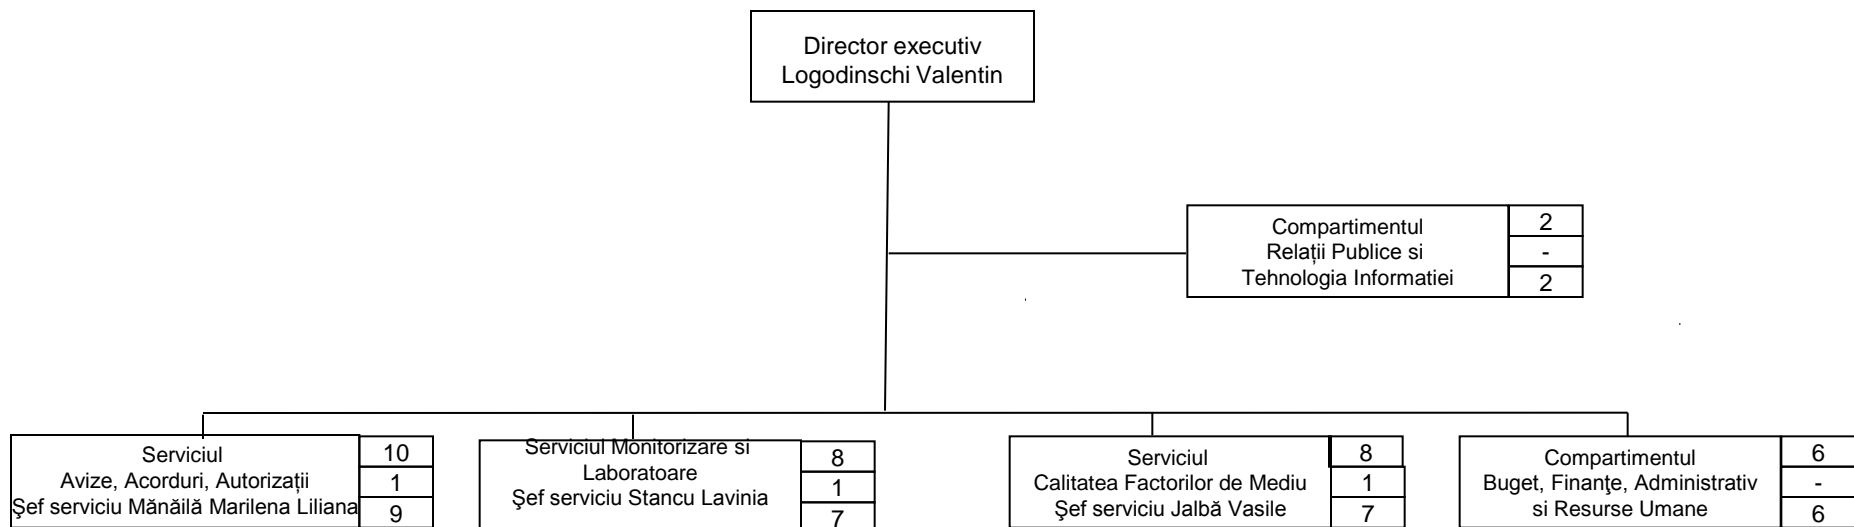 Director executiv
Logodinschi Valentin
Compartimentul
Relații Publice si
Tehnologia Informatiei
2
-
2
Serviciul
Avize, Acorduri, Autorizații
Şef serviciu Mănăilă Marilena Liliana
10
1
9
Serviciul Monitorizare si
Laboratoare
Şef serviciu Stancu Lavinia
8
1
7
Serviciul
Calitatea Factorilor de Mediu
Şef serviciu Jalbă Vasile
8
1
7
Compartimentul
Buget, Finanţe, Administrativ
si Resurse Umane
6
-
6